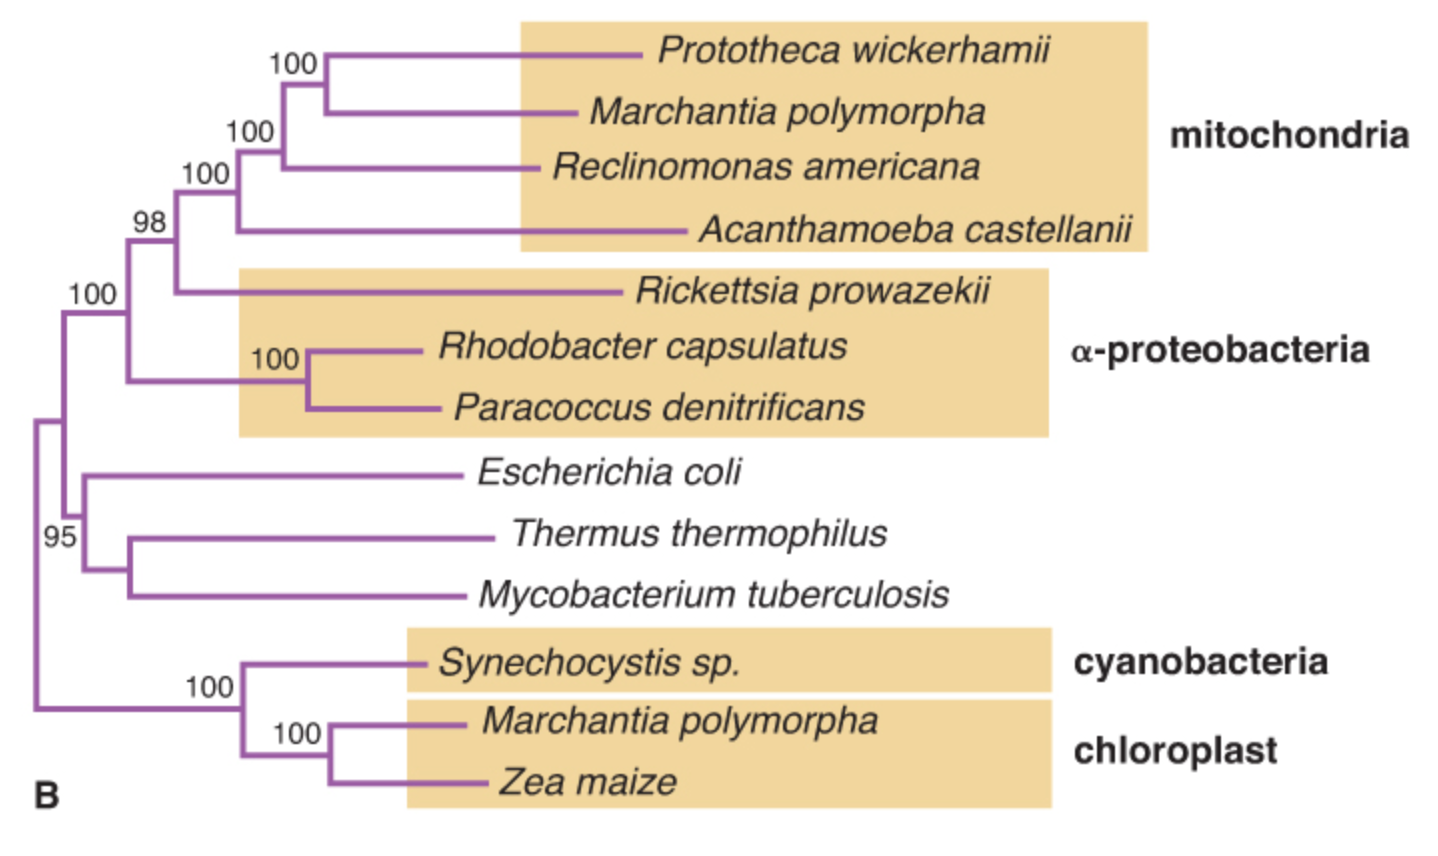 100
Prototheca wickerhamii
Marchantia polymorpha
mitochondria
100
Reclinomonas americana
100
Acanthamoeba castellanii
98
Rickettsia prowazekii
100
Rhodobacter capsulatus
α-proteobacteria
100
Paracoccus denitrificans
Escherichia coli
Thermus thermophilus
95
Mycobacterium tuberculosis
Synechocystis sp.
cyanobacteria
100
Marchantia polymorpha
100
chloroplast
Zea maize
B